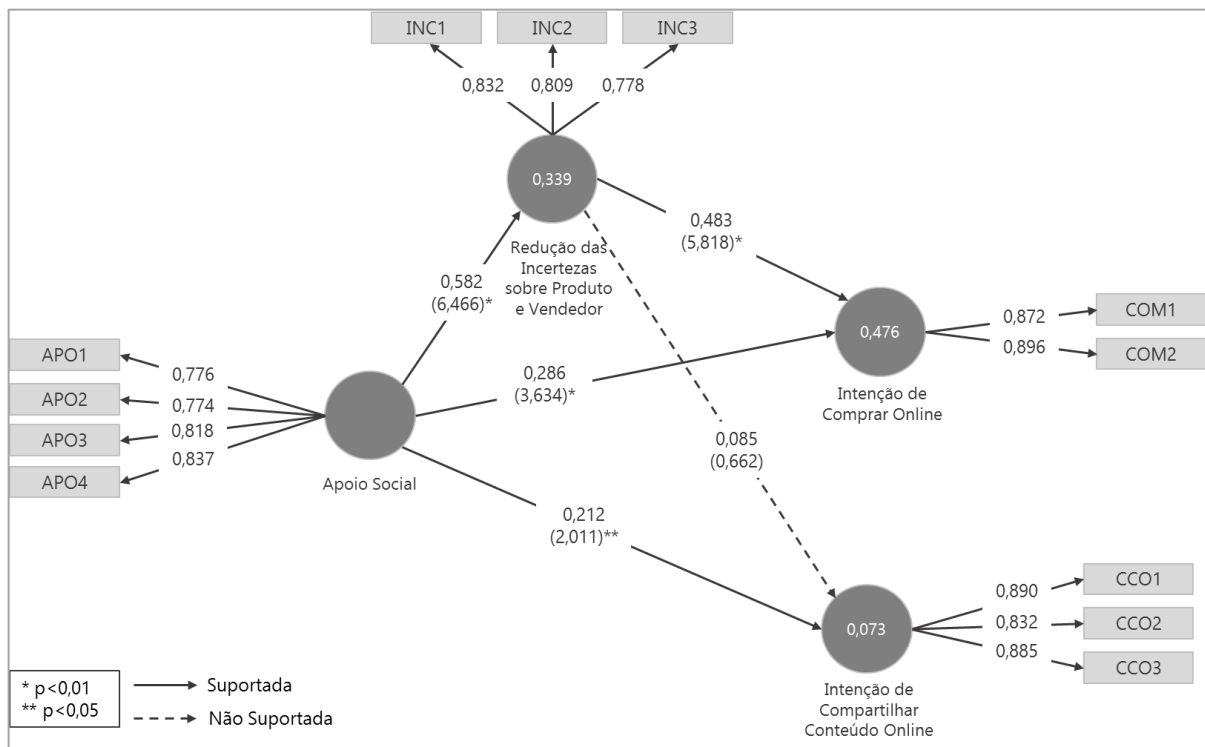 INC1
INC2
INC3
0,832
0,809
0,778
0,339
Redução das
Incertezas
sobre Produto
e Vendedor
0,483
(5,818)*
0,582
(6,466)*
0,476
Intenção de
Comprar Online
0,872
0,896
COM1
COM2
APO1
APO2
APO3
APO4
0,776
0,774
0,818
0,837
Apoio Social
0,286
(3,634)*
0,085
(0,662)
0,212
(2,011)**
0,073
Intenção de
Compartilhar
Conteúdo Online
0,890
0,832
0,885
CCO1
CCO2
CCO3
* p<0,01
** p<0,05
Suportada
Não Suportada